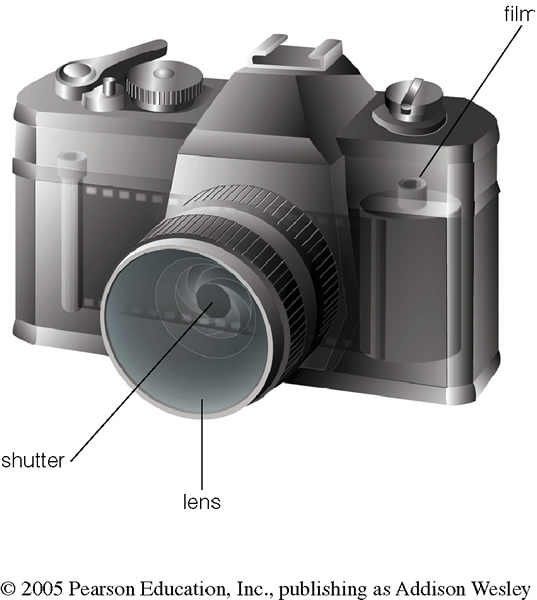 film
shutter
lens
© 2005 Pearson Education, Inc., publishing as Addison Wesley